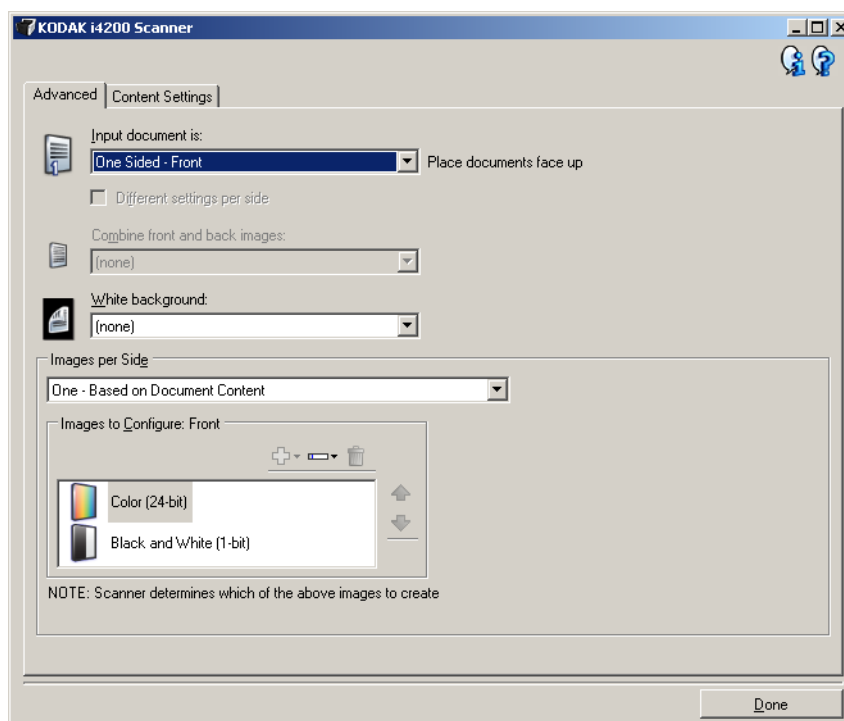 KODAK i4200 Scanner
Advanced
Content Settings
Input document is:
One Sided - Front
Place documents face up
Different settings per side
Combine front and back images:
(none)
White background:
(none)
Images per Side
One - Based on Document Content
Images to Configure: Front
Color (24-bit)
Black and White (1-bit)
NOTE: Scanner determines which of the above images to create
Done